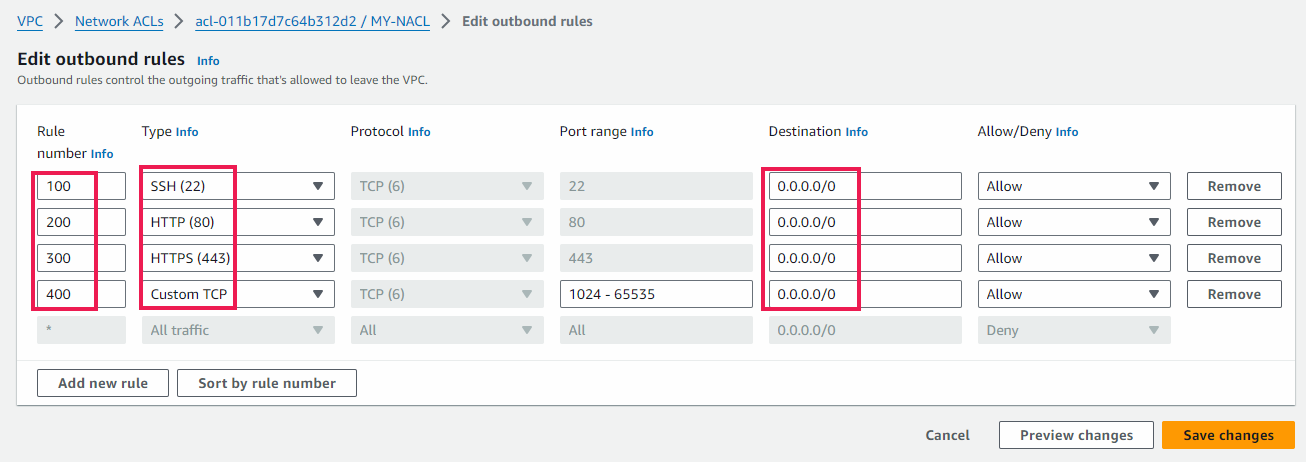 VPC > Network ACLs > acl-011b17d7c64b312d2 / MY-NACL > Edit outbound rules
Edit outbound rules Info
Outbound rules control the outgoing traffic that's allowed to leave the VPC.
Rule number Info Type Info Protocol Info Port range Info Destination Info Allow/Deny Info
100 SSH (22) TCP (6) 22 0.0.0.0/0 Allow Remove
200 HTTP (80) TCP (6) 80 0.0.0.0/0 Allow Remove
300 HTTPS (443) TCP (6) 443 0.0.0.0/0 Allow Remove
400 Custom TCP TCP (6) 1024 - 65535 0.0.0.0/0 Allow Remove
* All traffic All All 0.0.0.0/0 Deny
Add new rule Sort by rule number
Cancel Preview changes Save changes